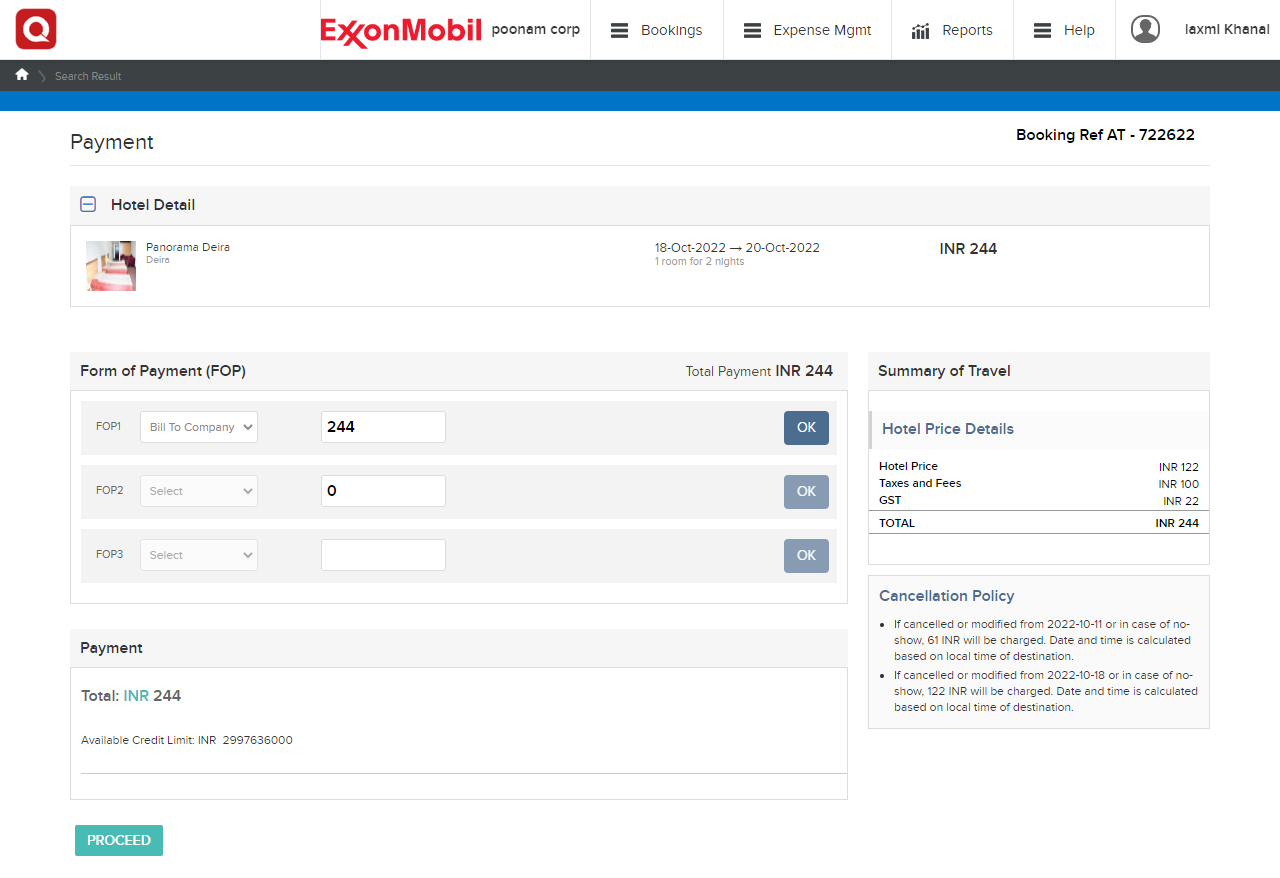 Q
ExxonMobil poonam corp Bookings Expense Mgmt Reports Help laxmi Khanal
Search Result
Payment
Booking Ref AT - 722622
Hotel Detail
Panorama Deira
Deira
18-Oct-2022 → 20-Oct-2022
1 room for 2 nights
INR 244
Form of Payment (FOP) Total Payment INR 244
FOP1 Bill To Company 244 OK
FOP2 Select 0 OK
FOP3 Select OK
Payment
Total: INR 244
Available Credit Limit: INR 2997636000
PROCEED
Summary of Travel
Hotel Price Details
Hotel Price INR 122
Taxes and Fees INR 100
GST INR 22
TOTAL INR 244
Cancellation Policy
• If cancelled or modified from 2022-10-11 or in case of no-
show, 61 INR will be charged. Date and time is calculated
based on local time of destination.
• If cancelled or modified from 2022-10-18 or in case of no-
show, 122 INR will be charged. Date and time is calculated
based on local time of destination.